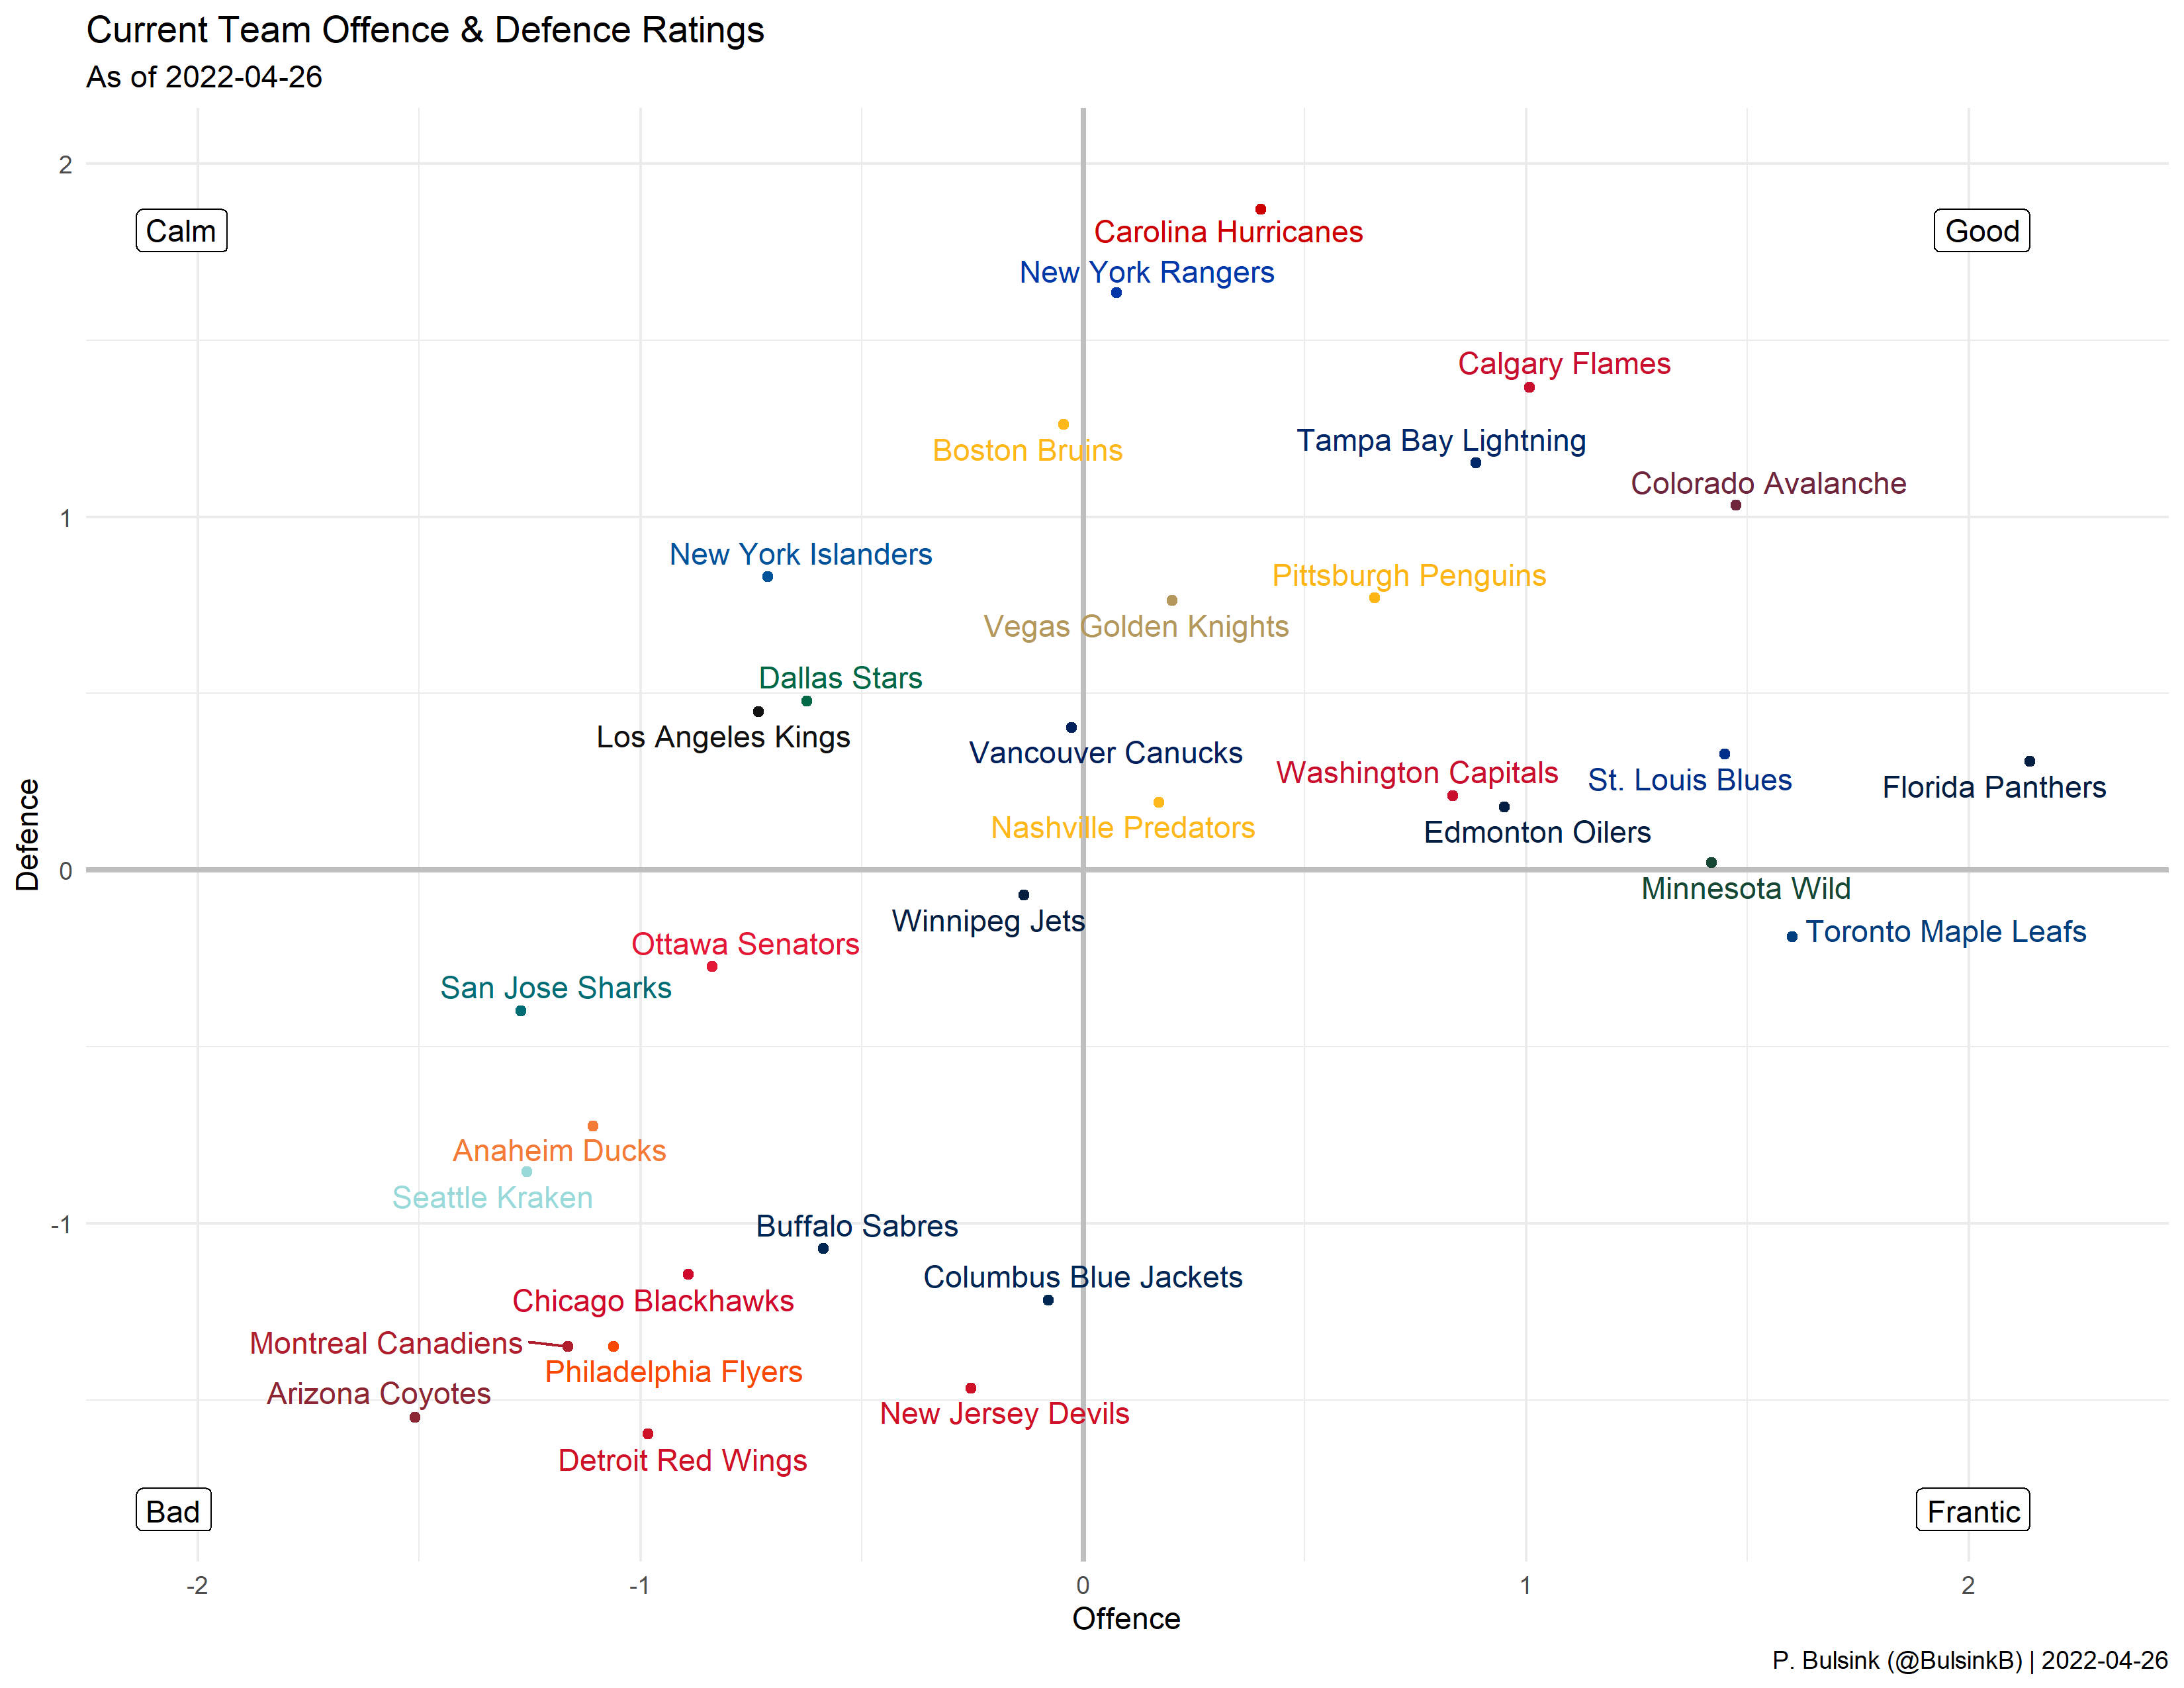 Current Team Offence & Defence Ratings
As of 2022-04-26
2
Calm
Good
Carolina Hurricanes
New York Rangers
Calgary Flames
Boston Bruins
Tampa Bay Lightning
Colorado Avalanche
1
New York Islanders
Pittsburgh Penguins
Vegas Golden Knights
Dallas Stars
Los Angeles Kings
Vancouver Canucks
Washington Capitals
St. Louis Blues
Florida Panthers
Nashville Predators
Edmonton Oilers
Defence
0
Minnesota Wild
Winnipeg Jets
Toronto Maple Leafs
Ottawa Senators
San Jose Sharks
Anaheim Ducks
Seattle Kraken
-1
Buffalo Sabres
Columbus Blue Jackets
Chicago Blackhawks
Montreal Canadiens
Philadelphia Flyers
Arizona Coyotes
New Jersey Devils
Detroit Red Wings
Bad
Frantic
-2
-1
0
1
2
Offence
P. Bulsink (@BulsinkB) | 2022-04-26